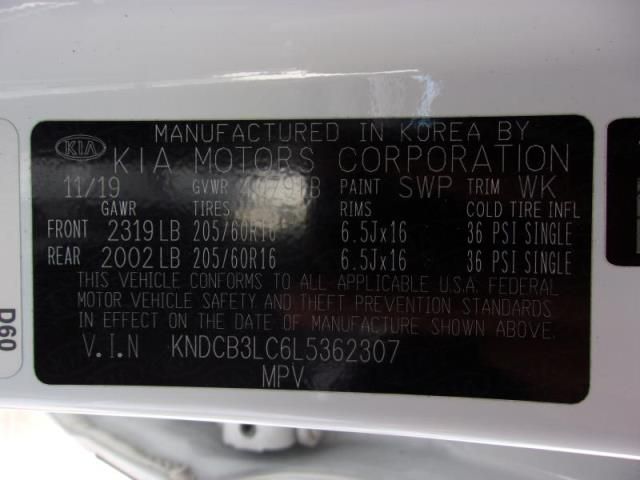 MANUFACTURED IN KOREA BY
KIA KIA MOTORS CORPORATION
11/19 GVWR LB PAINT SWP TRIM WK
GAWR TIRES RIMS COLD TIRE INFL
FRONT 2319 LB 205/60R16 6.5Jx16 36 PSI SINGLE
REAR 2002 LB 205/60R16 6.5Jx16 36 PSI SINGLE
THIS VEHICLE CONFORMS TO ALL APPLICABLE U.S.A. FEDERAL
MOTOR VEHICLE SAFETY AND THEFT PREVENTION STANDARDS
IN EFFECT ON THE DATE OF MANUFACTURE SHOWN ABOVE.
V.I.N KNDCB3LC6L5362307
MPV
D60